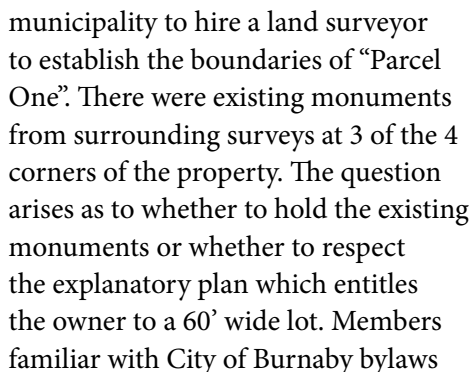 municipality to hire a land surveyor
to establish the boundaries of “Parcel
One”. There were existing monuments
from surrounding surveys at 3 of the 4
corners of the property. The question
arises as to whether to hold the existing
monuments or whether to respect
the explanatory plan which entitles
the owner to a 60’ wide lot. Members
familiar with City of Burnaby bylaws